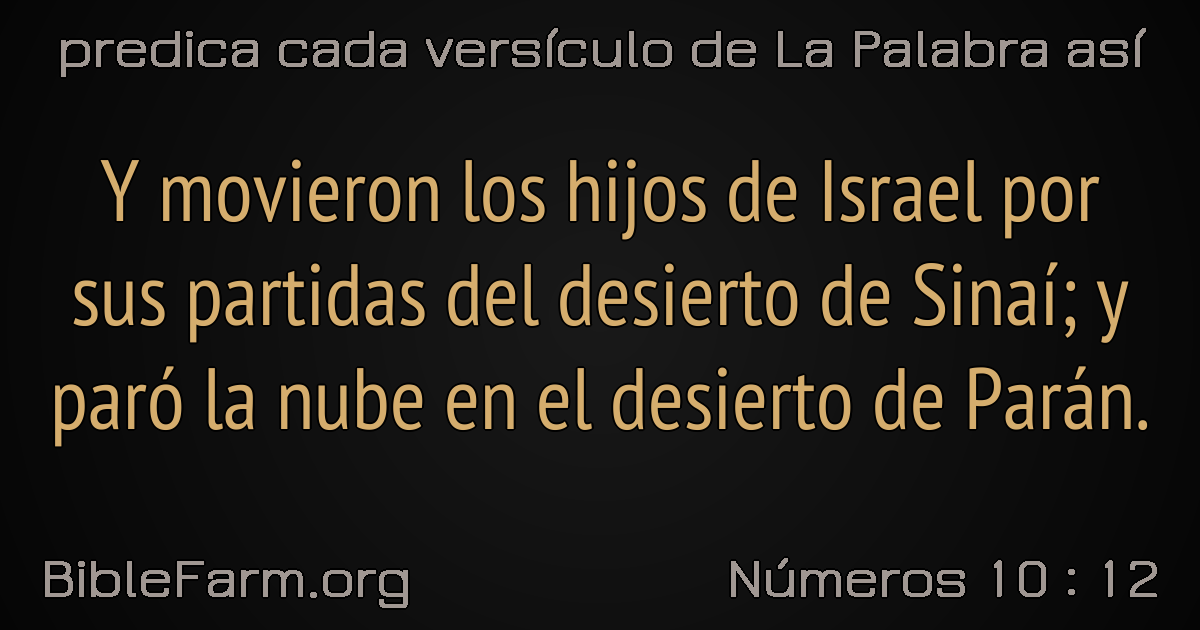 predica cada versículo de La Palabra así
Y movieron los hijos de Israel por
sus partidas del desierto de Sinaí; y
paró la nube en el desierto de Parán.
BibleFarm.org
Números 10 : 12